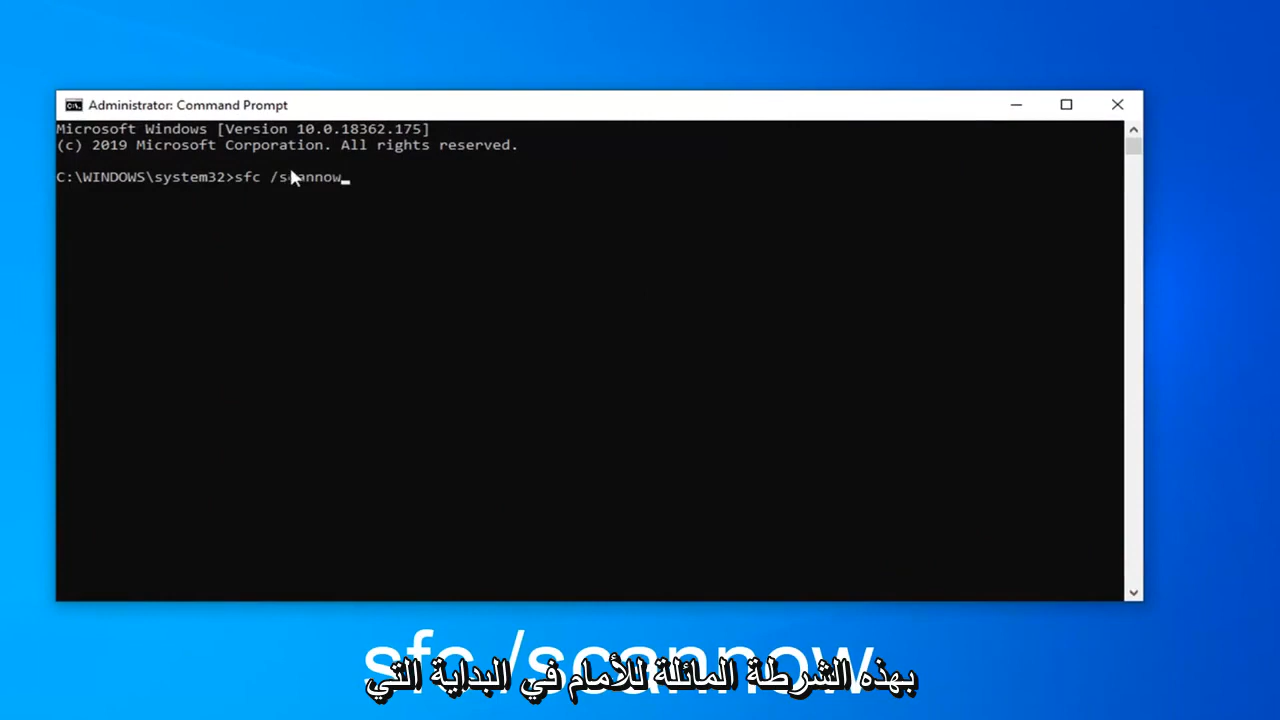 Administrator: Command Prompt
Microsoft Windows [Version 10.0.18362.175]
(c) 2019 Microsoft Corporation. All rights reserved.
C:\WINDOWS\system32>sfc /scannow
sfc /scannow
بهذه الشرطة المائلة للأمام في البداية التي